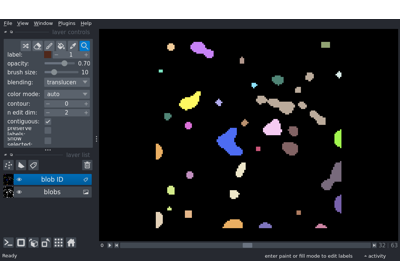 File View Window Plugins Help
layer controls
label: 1
opacity: 0.70
brush size: 10
blending: translucen
color mode: auto
contour: 0
n edit dim: 2
contiguous:
preserve labels:
show selected:
layer list
blob ID
blobs
0 32 63
Ready enter paint or fill mode to edit labels activity